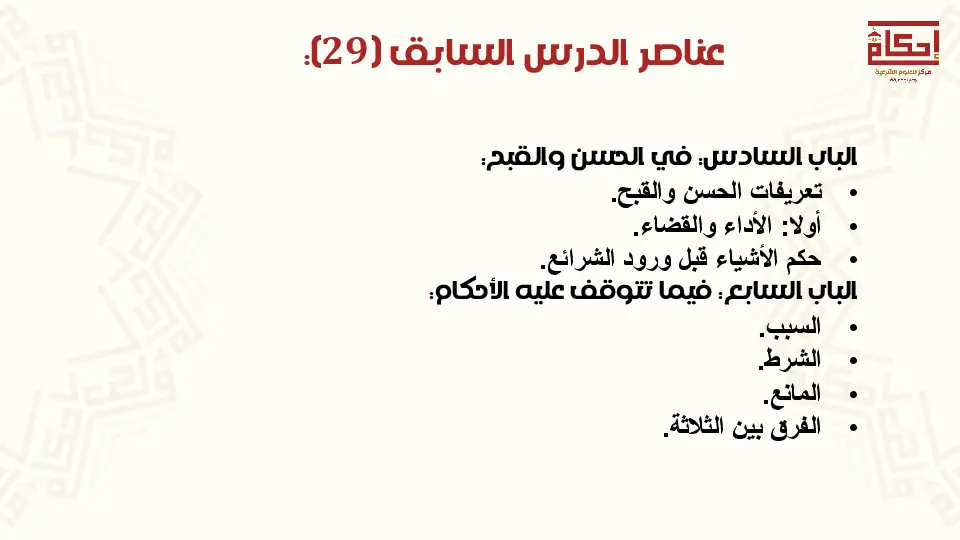 إحكام
مركز للعلوم الشرعية
عناصر الدرس السابق (29):
الباب السادس: في الحسن والقبح:
• تعريفات الحسن والقبح.
• أولا: الأداء والقضاء.
• حكم الأشياء قبل ورود الشرائع.
الباب السابع: فيما تتوقف عليه الأحكام:
• السبب.
• الشرط.
• المانع.
• الفرق بين الثلاثة.